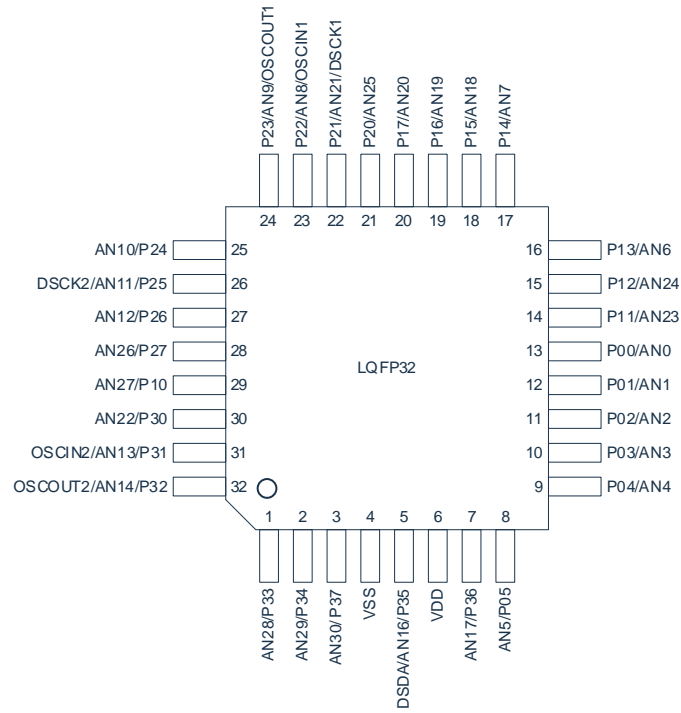 P23/AN9/OSCOUT1
P22/AN8/OSCIN1
P21/AN21/DSCK1
P20/AN25
P17/AN20
P16/AN19
P15/AN18
P14/AN7
24 23 22 21 20 19 18 17
AN10/P24 25
DSCK2/AN11/P25 26
AN12/P26 27
AN26/P27 28
AN27/P10 29
AN22/P30 30
OSCIN2/AN13/P31 31
OSCOUT2/AN14/P32 32
LQFP32
16 P13/AN6
15 P12/AN24
14 P11/AN23
13 P00/AN0
12 P01/AN1
11 P02/AN2
10 P03/AN3
9 P04/AN4
1 2 3 4 5 6 7 8
AN28/P33
AN29/P34
AN30/P37
VSS
DSDA/AN16/P35
VDD
AN17/P36
AN5/P05